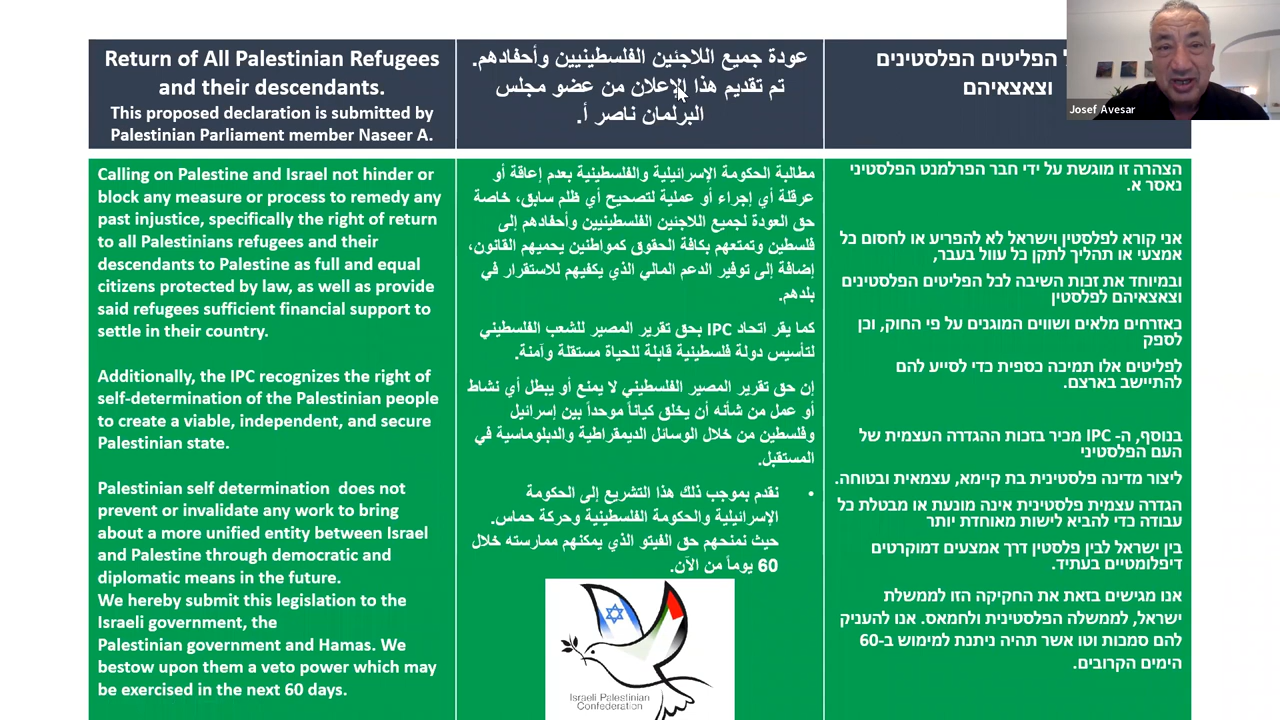 Return of All Palestinian Refugees
and their descendants.
This proposed declaration is submitted by
Palestinian Parliament member Naseer A.
عودة جميع اللاجئين الفلسطينيين وأحفادهم.
تم تقديم هذا الإعلان من عضو مجلس
البرلمان ناصر أ.
הפליטים הפלסטינים
וצאצאיהם
Josef Avesar
Calling on Palestine and Israel not hinder or
block any measure or process to remedy any
past injustice, specifically the right of return
to all Palestinians refugees and their
descendants to Palestine as full and equal
citizens protected by law, as well as provide
said refugees sufficient financial support to
settle in their country.
Additionally, the IPC recognizes the right of
self-determination of the Palestinian people
to create a viable, independent, and secure
Palestinian state.
Palestinian self determination does not
prevent or invalidate any work to bring
about a more unified entity between Israel
and Palestine through democratic and
diplomatic means in the future.
We hereby submit this legislation to the
Israeli government, the
Palestinian government and Hamas. We
bestow upon them a veto power which may
be exercised in the next 60 days.
مطالبة الحكومة الإسرائيلية والفلسطينية بعدم إعاقة أو
عرقلة أي إجراء أو عملية لتصحيح أي ظلم سابق، خاصة
حق العودة لجميع اللاجئين الفلسطينيين وأحفادهم إلى
فلسطين وتمتعهم بكافة الحقوق كمواطنين يحميهم القانون،
إضافة إلى توفير الدعم المالي الذي يكفيهم للاستقرار في
بلدهم.
كما يقر اتحاد IPC بحق تقرير المصير للشعب الفلسطيني
لتأسيس دولة فلسطينية قابلة للحياة مستقلة وآمنة.
إن حق تقرير المصير الفلسطيني لا يمنع أو يبطل أي نشاط
أو عمل من شأنه أن يخلق كياناً موحداً بين إسرائيل
وفلسطين من خلال الوسائل الديمقراطية والدبلوماسية في
المستقبل.
• نقدم بموجب ذلك هذا التشريع إلى الحكومة
الإسرائيلية والحكومة الفلسطينية وحركة حماس.
حيث نمنحهم حق الفيتو الذي يمكنهم ممارسته خلال
60 يوماً من الآن.
Israeli Palestinian
Confederation
הצהרה זו מוגשת על ידי חבר הפרלמנט הפלסטיני
נאסר א.
אני קורא לפלסטין וישראל לא להפריע או לחסום כל
אמצעי או תהליך לתקן כל עוול בעבר,
ובמיוחד את זכות השיבה לכל הפליטים הפלסטינים
וצאצאיהם לפלסטין
כאזרחים מלאים ושווים המוגנים על פי החוק, וכן
לספק
לפליטים אלו תמיכה כספית כדי לסייע להם
להתיישב בארצם.
בנוסף, ה- IPC מכיר בזכות ההגדרה העצמית של
העם הפלסטיני
ליצור מדינה פלסטינית בת קיימא, עצמאית ובטוחה.
הגדרה עצמית פלסטינית אינה מונעת או מבטלת כל
עבודה כדי להביא לישות מאוחדת יותר
בין ישראל לבין פלסטין דרך אמצעים דמוקרטים
דיפלומטיים בעתיד.
אנו מגישים בזאת את החקיקה הזו לממשלת
ישראל, לממשלה הפלסטינית ולחמאס. אנו להעניק
להם סמכות וטו אשר תהיה ניתנת למימוש ב-60
הימים הקרובים.